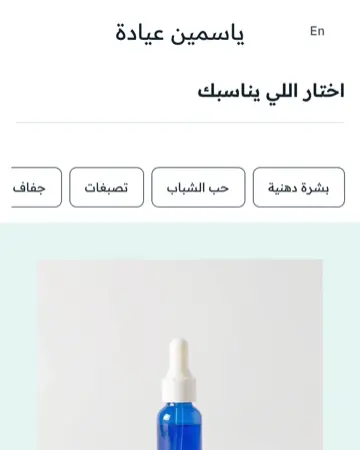 ياسمين عيادة
En
اختار اللي يناسبك
بشرة دهنية
حب الشباب
تصبغات
جفاف